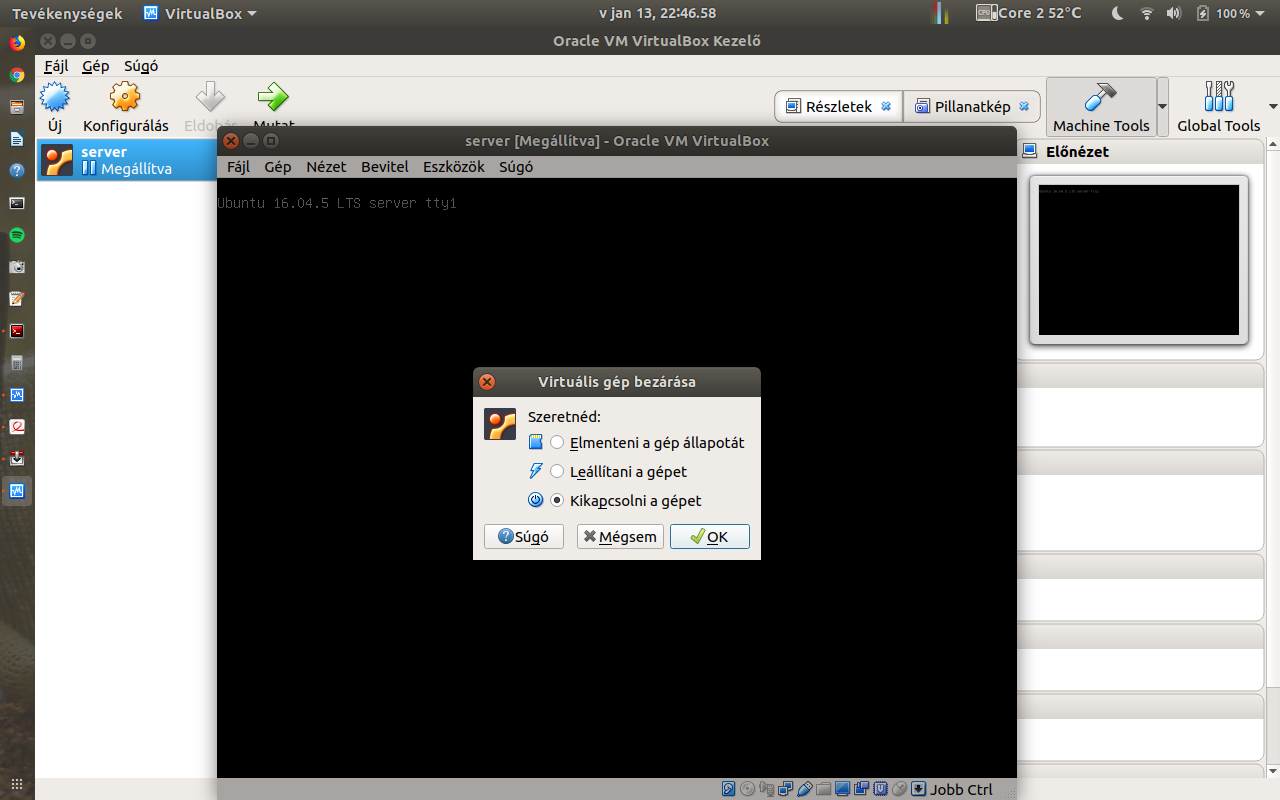 Tevékenységek VirtualBox v jan 13, 22:46.58 CPU Core 2 52°C 100 %
Oracle VM VirtualBox Kezelő
Fájl Gép Súgó
Új Konfigurálás Részletek Pillanatkép Machine Tools Global Tools
server
Megállítva
Előnézet
server [Megállítva] - Oracle VM VirtualBox
Fájl Gép Nézet Bevitel Eszközök Súgó
Ubuntu 16.04.5 LTS server tty1
Virtuális gép bezárása
Szeretnéd:
Elmenteni a gép állapotát
Leállítani a gépet
Kikapcsolni a gépet
Súgó Mégsem OK
Jobb Ctrl